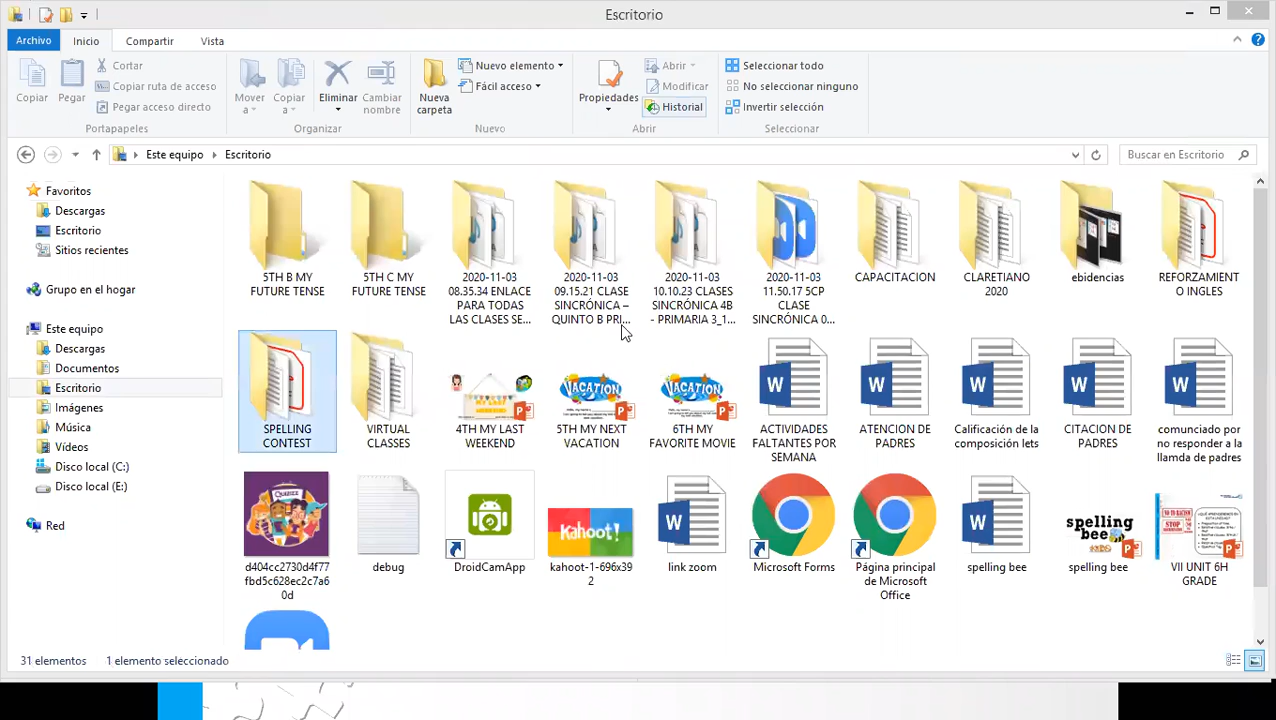 Escritorio
Archivo
Inicio
Compartir
Vista
Copiar
Pegar
Cortar
Copiar ruta de acceso
Pegar acceso directo
Portapapeles
Mover a
Copiar a
Eliminar
Cambiar nombre
Organizar
Nueva carpeta
Nuevo elemento
Fácil acceso
Nuevo
Propiedades
Abrir
Modificar
Historial
Abrir
Seleccionar todo
No seleccionar ninguno
Invertir selección
Seleccionar
Este equipo
Escritorio
Buscar en Escritorio
Favoritos
Descargas
Escritorio
Sitios recientes
Grupo en el hogar
Este equipo
Descargas
Documentos
Escritorio
Imágenes
Música
Vídeos
Disco local (C:)
Disco local (E:)
Red
5TH B MY
FUTURE TENSE
5TH C MY
FUTURE TENSE
2020-11-03
08.35.34 ENLACE
PARA TODAS
LAS CLASES SE...
2020-11-03
09.15.21 CLASE
SINCRÓNICA –
QUINTO B PRI...
2020-11-03
10.10.23 CLASES
SINCRÓNICA 4B
- PRIMARIA 3_1...
2020-11-03
11.50.17 5CP
CLASE
SINCRÓNICA 0...
CAPACITACION
CLARETIANO
2020
ebidencias
REFORZAMIENT
O INGLES
SPELLING
CONTEST
VIRTUAL
CLASSES
MY LAST
WEEKEND
4TH MY LAST
WEEKEND
VACATION
5TH MY NEXT
VACATION
VACATION
6TH MY
FAVORITE MOVIE
ACTIVIDADES
FALTANTES POR
SEMANA
ATENCION DE
PADRES
Calificación de la
composición lets
CITACION DE
PADRES
comunciado por
no responder a la
llamda de padres
Quizizz
d404cc2730d4f77
fbd5c628ec2c7a6
0d
debug
DroidCamApp
Kahoot!
kahoot-1-696x39
2
link zoom
Microsoft Forms
Página principal
de Microsoft
Office
spelling bee
spelling
bee
spelling bee
VII UNIT 6H
GRADE
31 elementos
1 elemento seleccionado